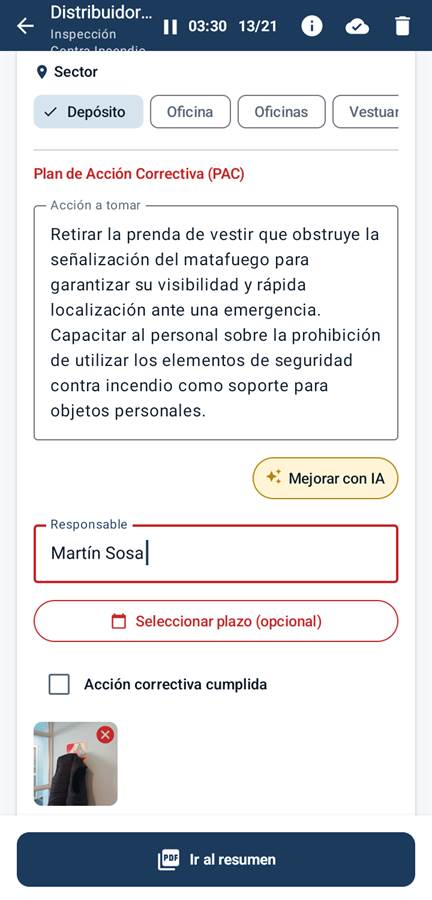 Distribuidor...
03:30
13/21
Inspección
Contra Incendio
Sector
Depósito
Oficina
Oficinas
Vestuar
Plan de Acción Correctiva (PAC)
Acción a tomar
Retirar la prenda de vestir que obstruye la
señalización del matafuego para
garantizar su visibilidad y rápida
localización ante una emergencia.
Capacitar al personal sobre la prohibición
de utilizar los elementos de seguridad
contra incendio como soporte para
objetos personales.
Mejorar con IA
Responsable
Martín Sosa
Seleccionar plazo (opcional)
Acción correctiva cumplida
PDF
Ir al resumen